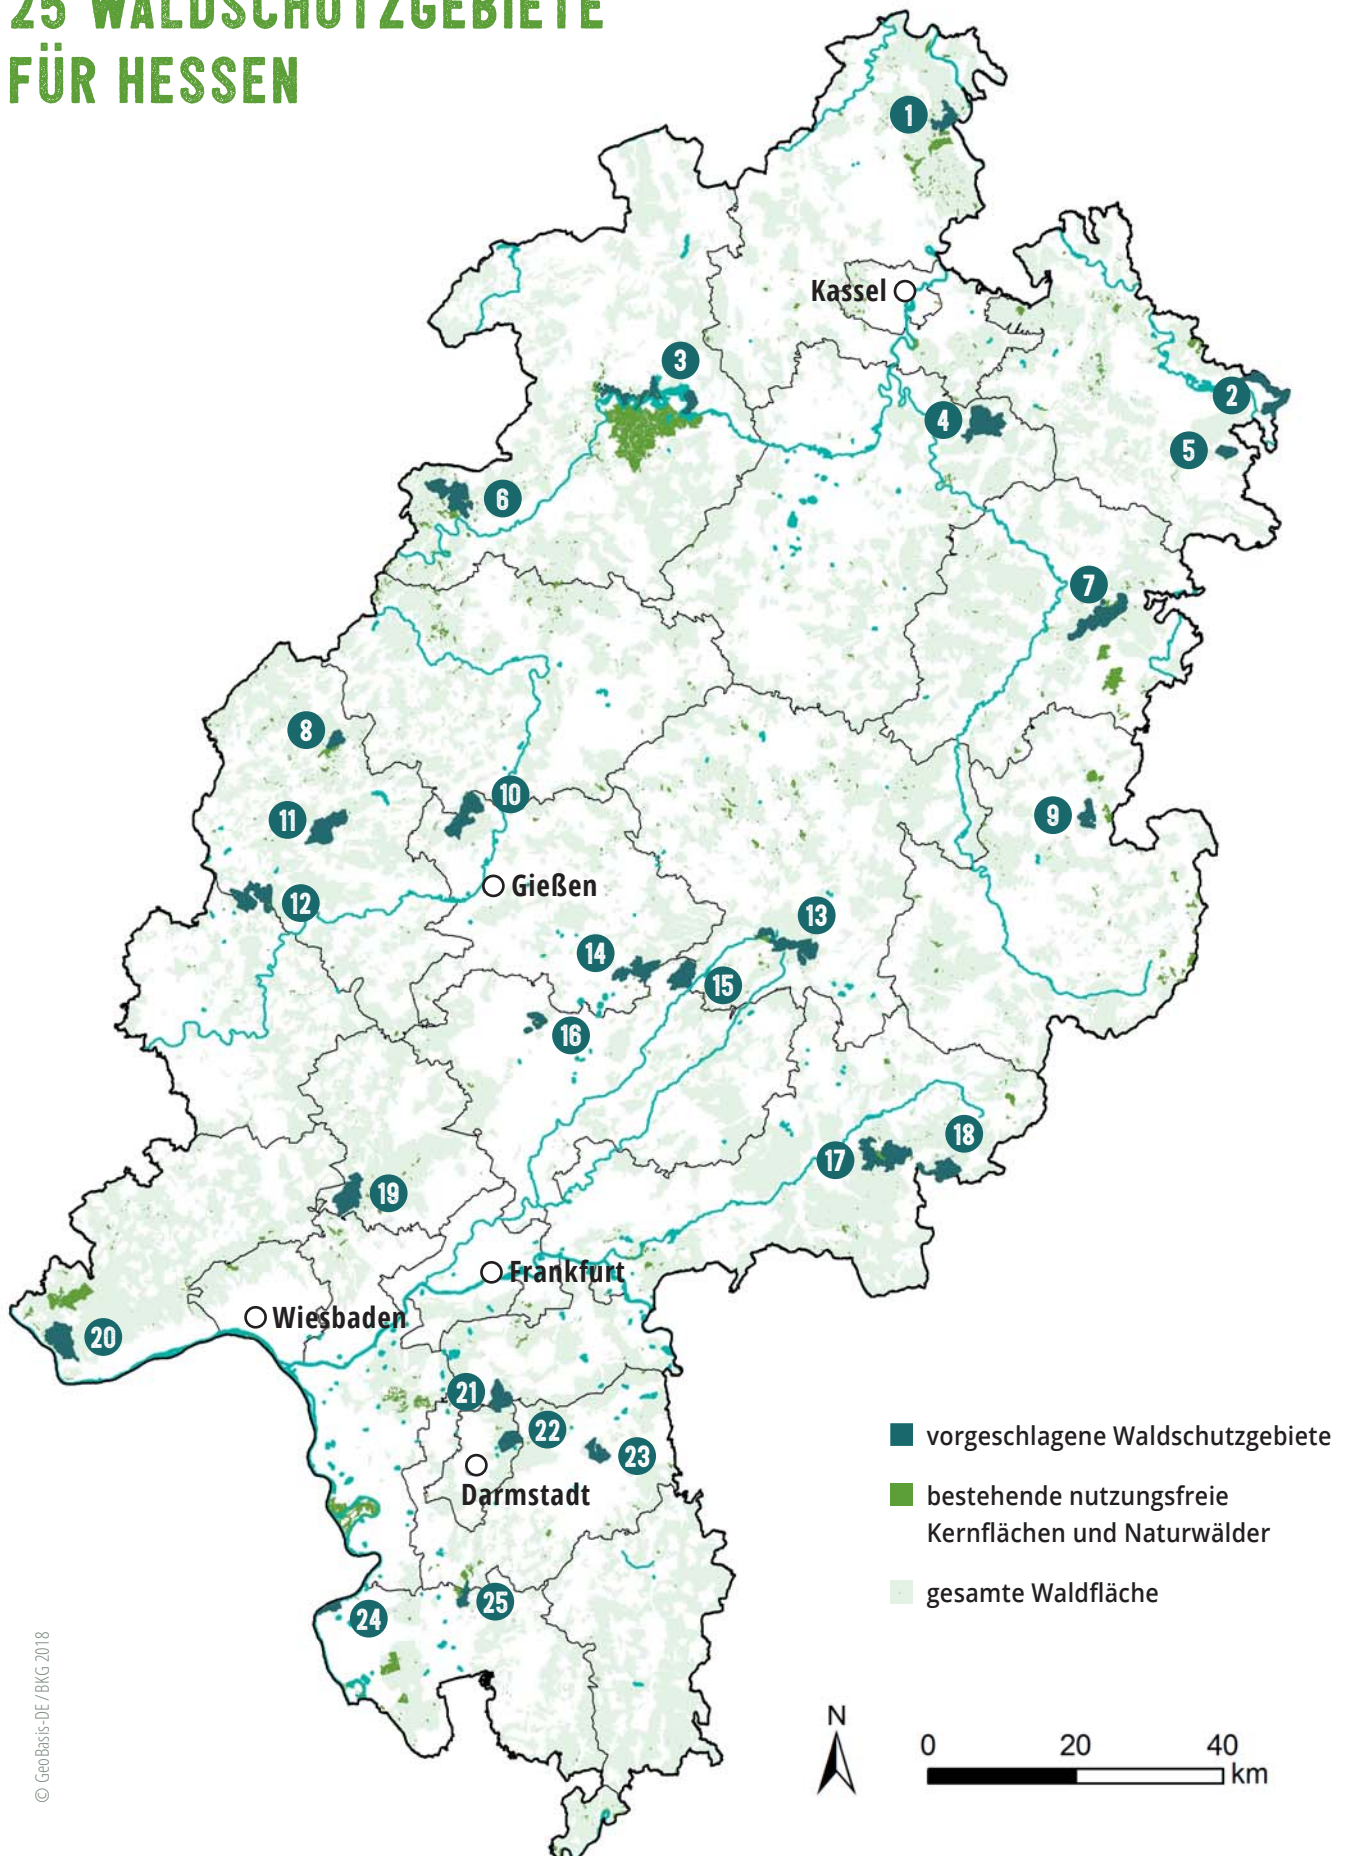 25 WALDSCHUTZGEBIETE
FÜR HESSEN
1
Kassel
3
2
4
5
6
7
8
10
11
9
Gießen
12
13
14
15
16
18
17
19
Frankfurt
Wiesbaden
20
21
22
23
Darmstadt
25
24
vorgeschlagene Waldschutzgebiete
bestehende nutzungsfreie
Kernflächen und Naturwälder
gesamte Waldfläche
N
0 20 40
km
© GeoBasis-DE / BKG 2018